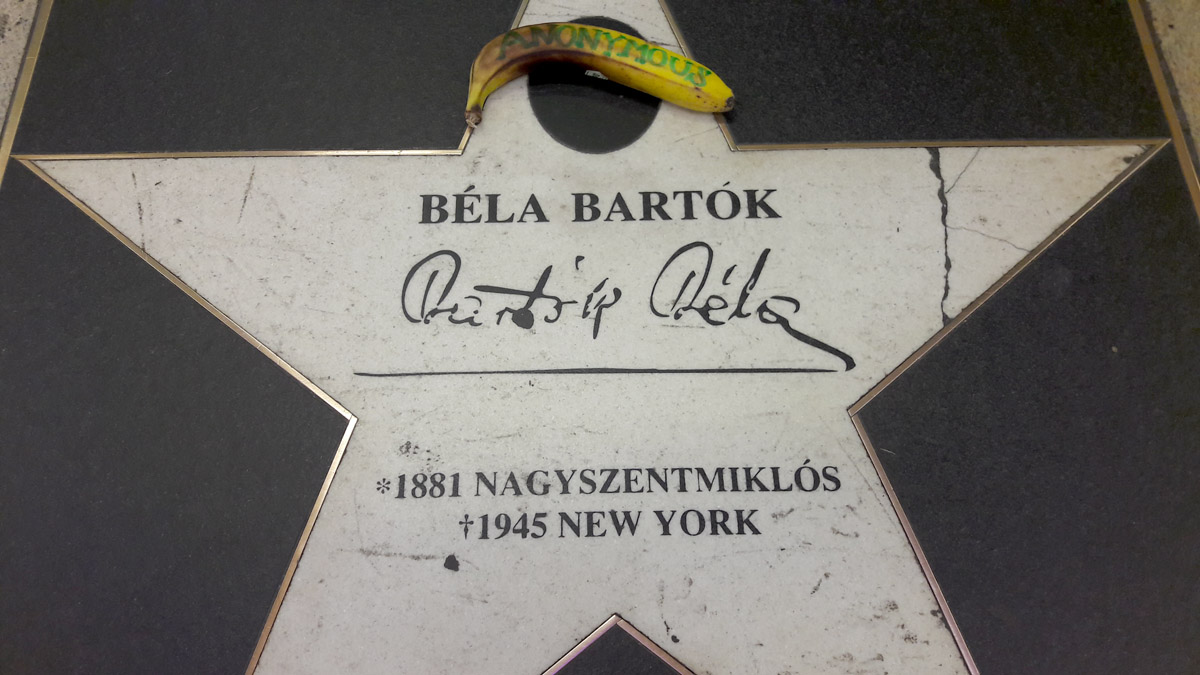 ANONYMOUS
BÉLA BARTÓK
Bartók Béla
*1881 NAGYSZENTMIKLÓS
†1945 NEW YORK